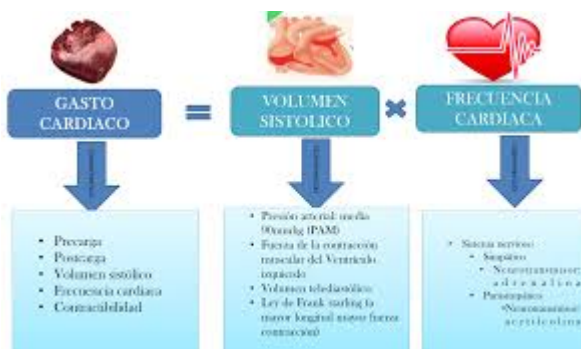 GASTO
CARDIACO
=
VOLUMEN
SISTOLICO
×
FRECUENCIA
CARDIACA
• Precarga
• Postcarga
• Volumen sistólico
• Frecuencia cardiaca
• Contractibilidad
• Presión arterial media
90mmhg (PAM)
• Fuerza de la contracción
muscular del Ventrículo
izquierdo
• Volumen telediastólico
• Ley de Frank starling (a
mayor longitud mayor fuerza
contracción)
• Sistema nervioso
• Simpático
• Neurotransmisor:
adrenalina
• Parasimpático
•Neurotransmisor